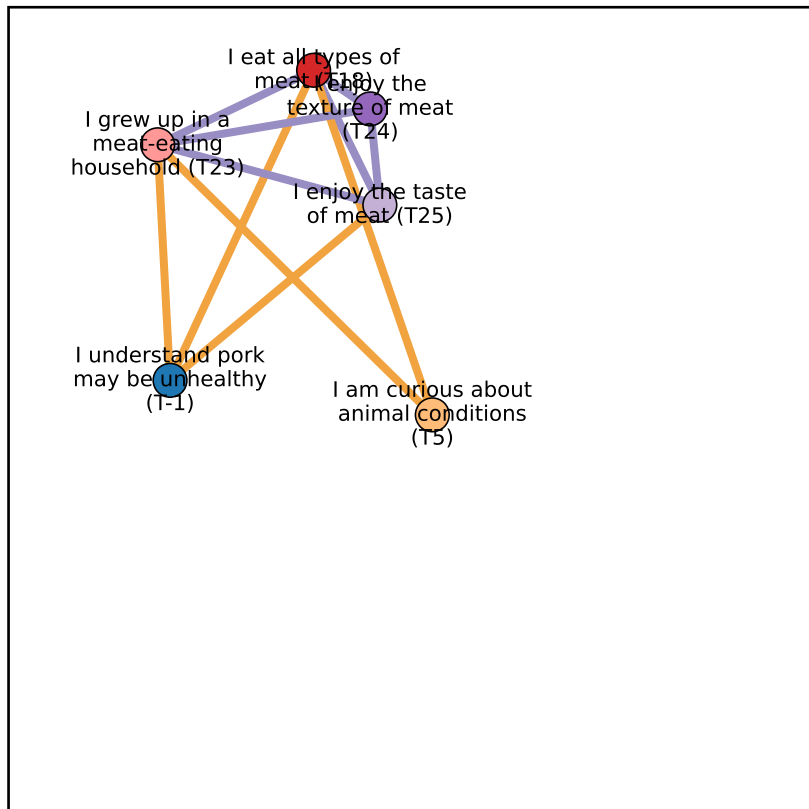 I eat all types of
meat (T18)
I enjoy the
texture of meat
(T24)
I grew up in a
meat-eating
household (T23)
I enjoy the taste
of meat (T25)
I understand pork
may be unhealthy
(T-1)
I am curious about
animal conditions
(T5)